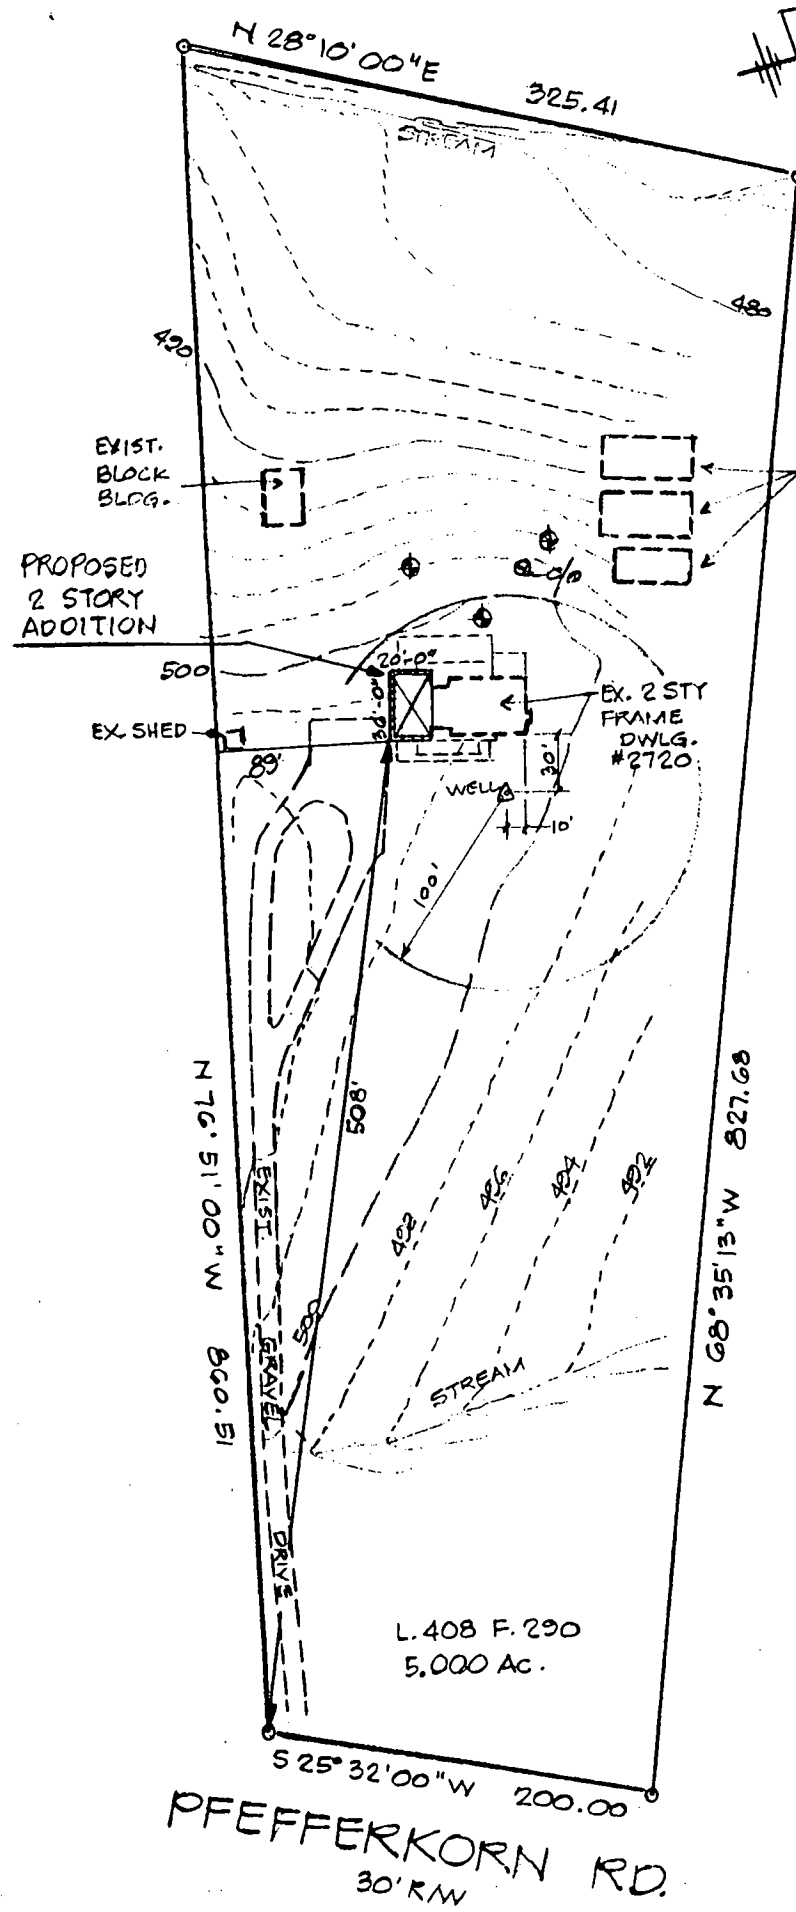 N 28°10'00"E 325.41
STREAM
480
490
EXIST.
BLOCK
BLDG.
PROPOSED
2 STORY
ADDITION
500
20'-0"
EX. 2 STY
FRAME
DWLG.
#2720
EX. SHED
89'
30'
WELL
10'
100'
508'
N 76°51'00"W 860.51
N 68°35'13"W 827.68
EXIST. GRAVEL DRIVE
500
496
494
492
STREAM
L.408 F.290
5.000 AC.
S 25°32'00"W 200.00
PFEFFERKORN RD.
30' R/W